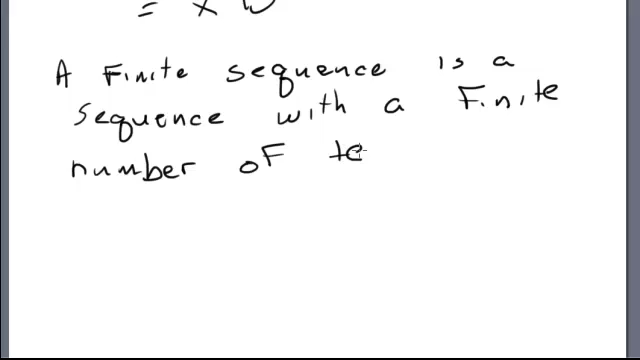 = x
A Finite sequence is a
sequence with a Finite
number of te